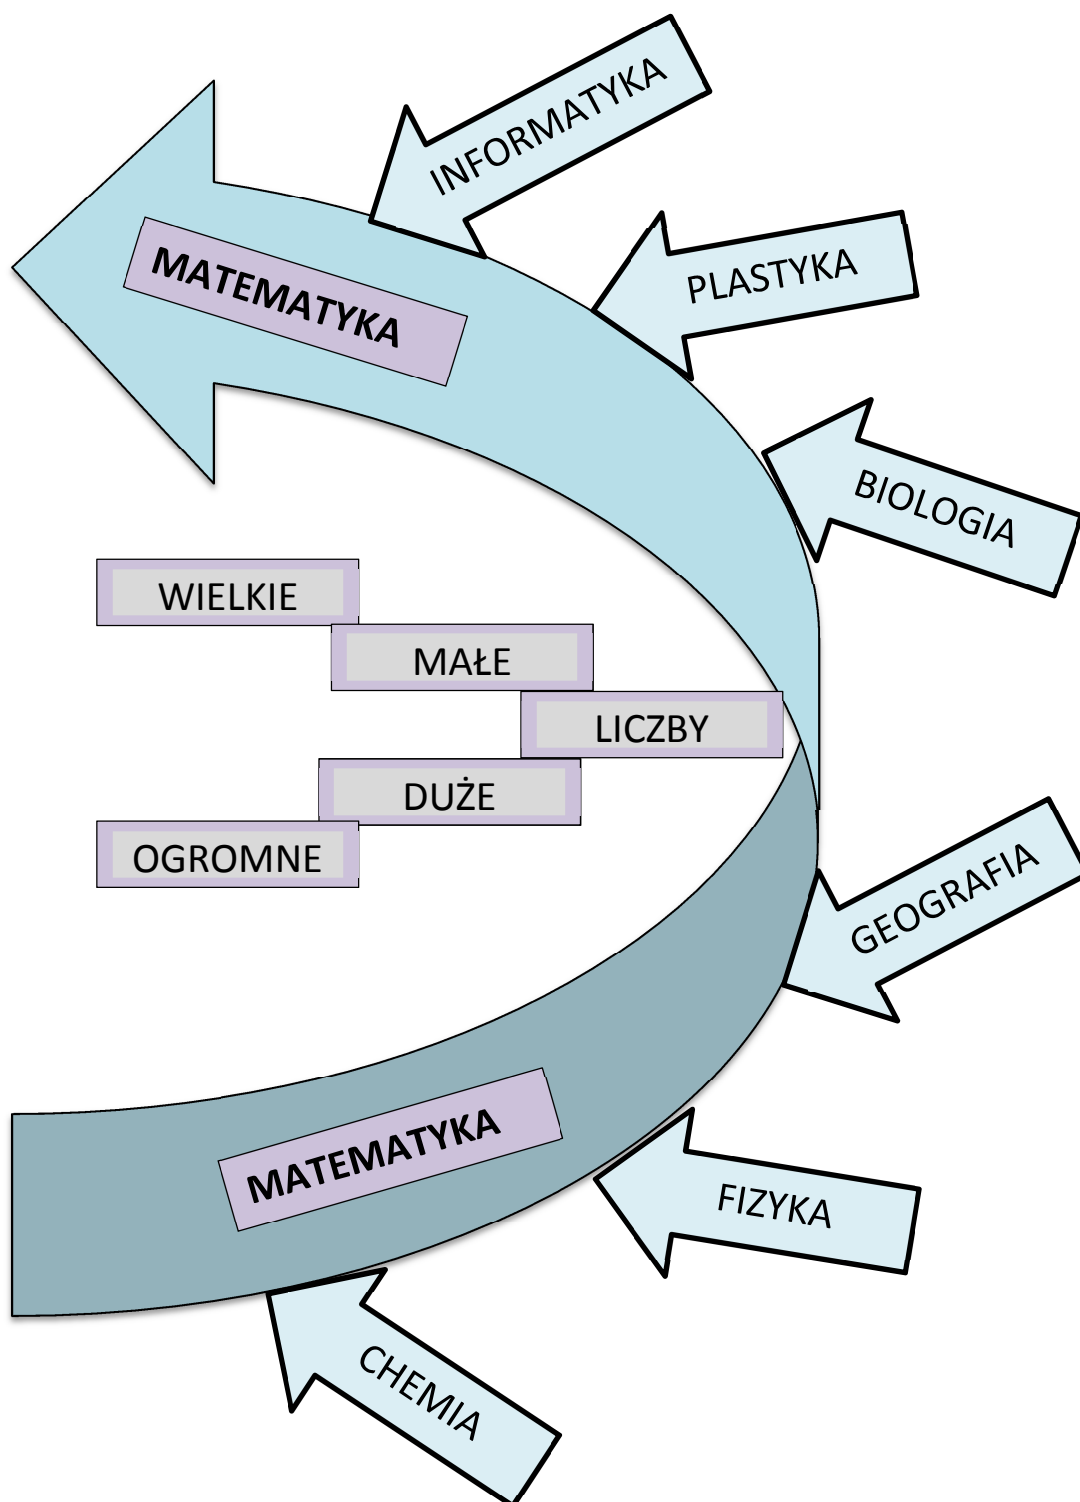 INFORMATYKA
PLASTYKA
MATEMATYKA
BIOLOGIA
WIELKIE
MAŁE
LICZBY
DUŻE
OGROMNE
GEOGRAFIA
MATEMATYKA
FIZYKA
CHEMIA